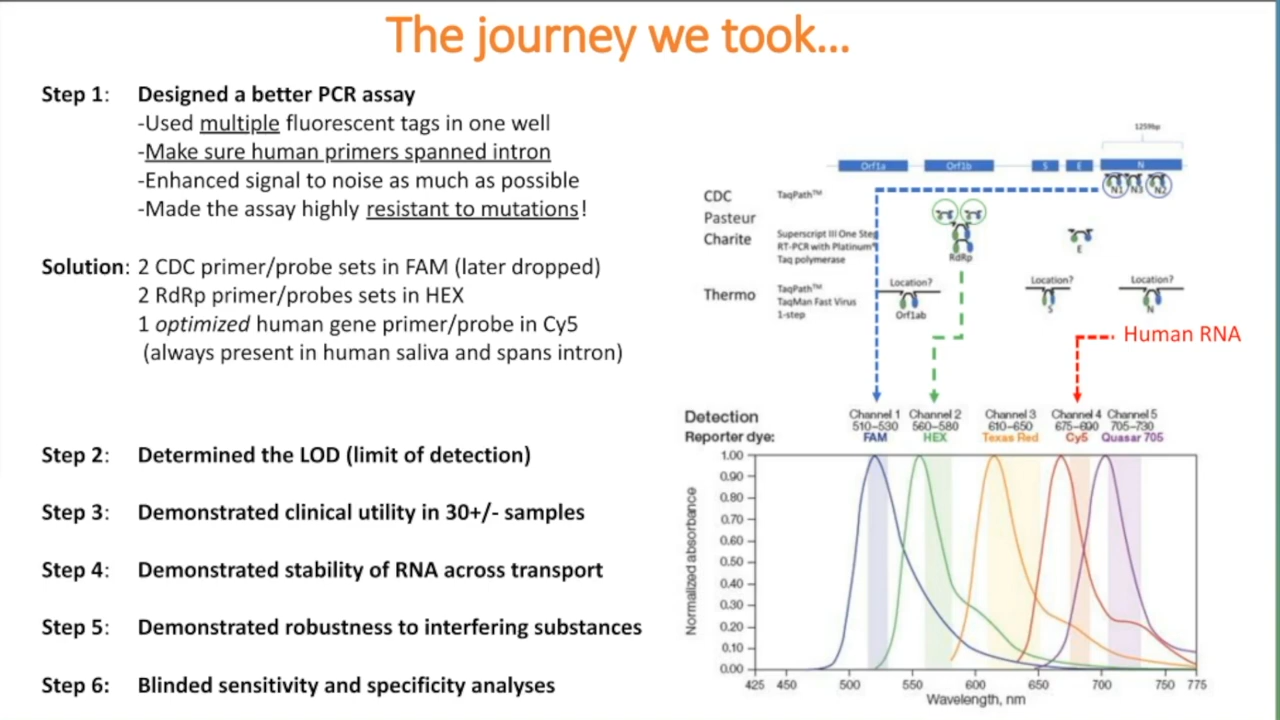 The journey we took...
Step 1: Designed a better PCR assay
-Used multiple fluorescent tags in one well
-Make sure human primers spanned intron
-Enhanced signal to noise as much as possible
-Made the assay highly resistant to mutations!
Solution: 2 CDC primer/probe sets in FAM (later dropped)
2 RdRp primer/probes sets in HEX
1 optimized human gene primer/probe in Cy5
(always present in human saliva and spans intron)
Step 2: Determined the LOD (limit of detection)
Step 3: Demonstrated clinical utility in 30+/- samples
Step 4: Demonstrated stability of RNA across transport
Step 5: Demonstrated robustness to interfering substances
Step 6: Blinded sensitivity and specificity analyses
1259bp
Orf1a Orf1b S E N
N1 N3 N2
CDC TaqPath™
Pasteur
Charite Superscript III One Step
RT-PCR with Platinum®
Taq polymerase
RdRp
E
Thermo TaqPath™
TaqMan Fast Virus
1-step
Location? Location? Location?
Orf1ab S N
Human RNA
Detection Channel 1 Channel 2 Channel 3 Channel 4 Channel 5
510–530 560–580 610–650 675–690 705–730
Reporter dye: FAM HEX Texas Red Cy5 Quasar 705
Normalized absorbance
1.00
0.90
0.80
0.70
0.60
0.50
0.40
0.30
0.20
0.10
0.00
425 450 500 550 600 650 700 750 775
Wavelength, nm